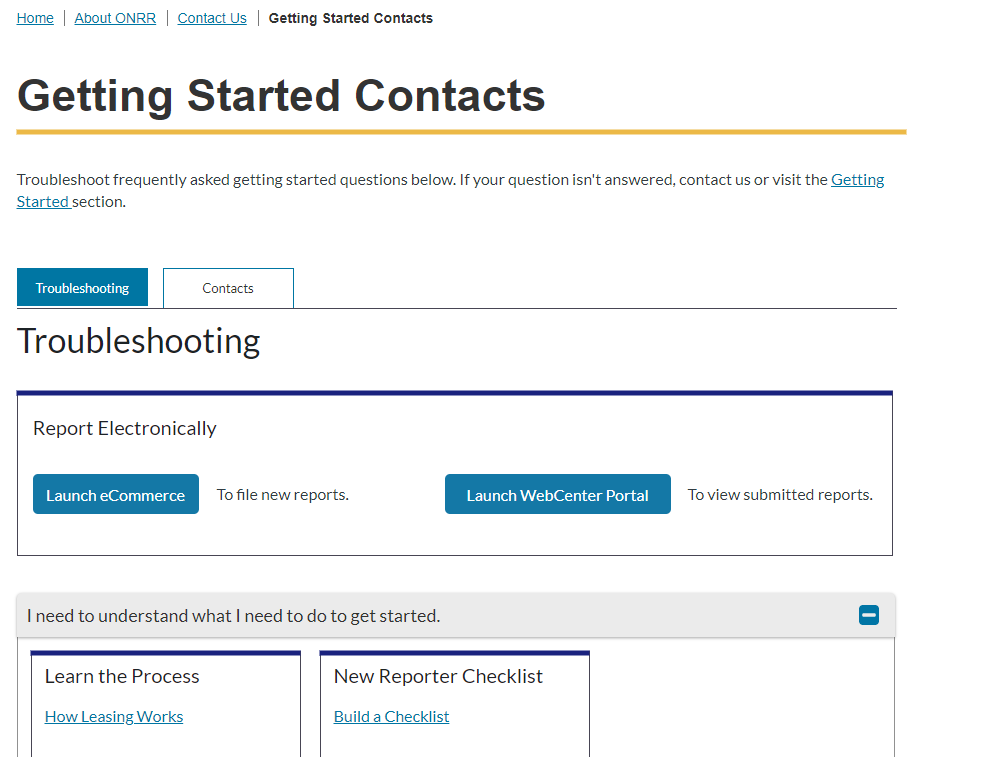 Home About ONRR Contact Us Getting Started Contacts
Getting Started Contacts
Troubleshoot frequently asked getting started questions below. If your question isn't answered, contact us or visit the Getting
Started section.
Troubleshooting Contacts
Troubleshooting
Report Electronically
Launch eCommerce To file new reports. Launch WebCenter Portal To view submitted reports.
I need to understand what I need to do to get started.
Learn the Process New Reporter Checklist
How Leasing Works Build a Checklist